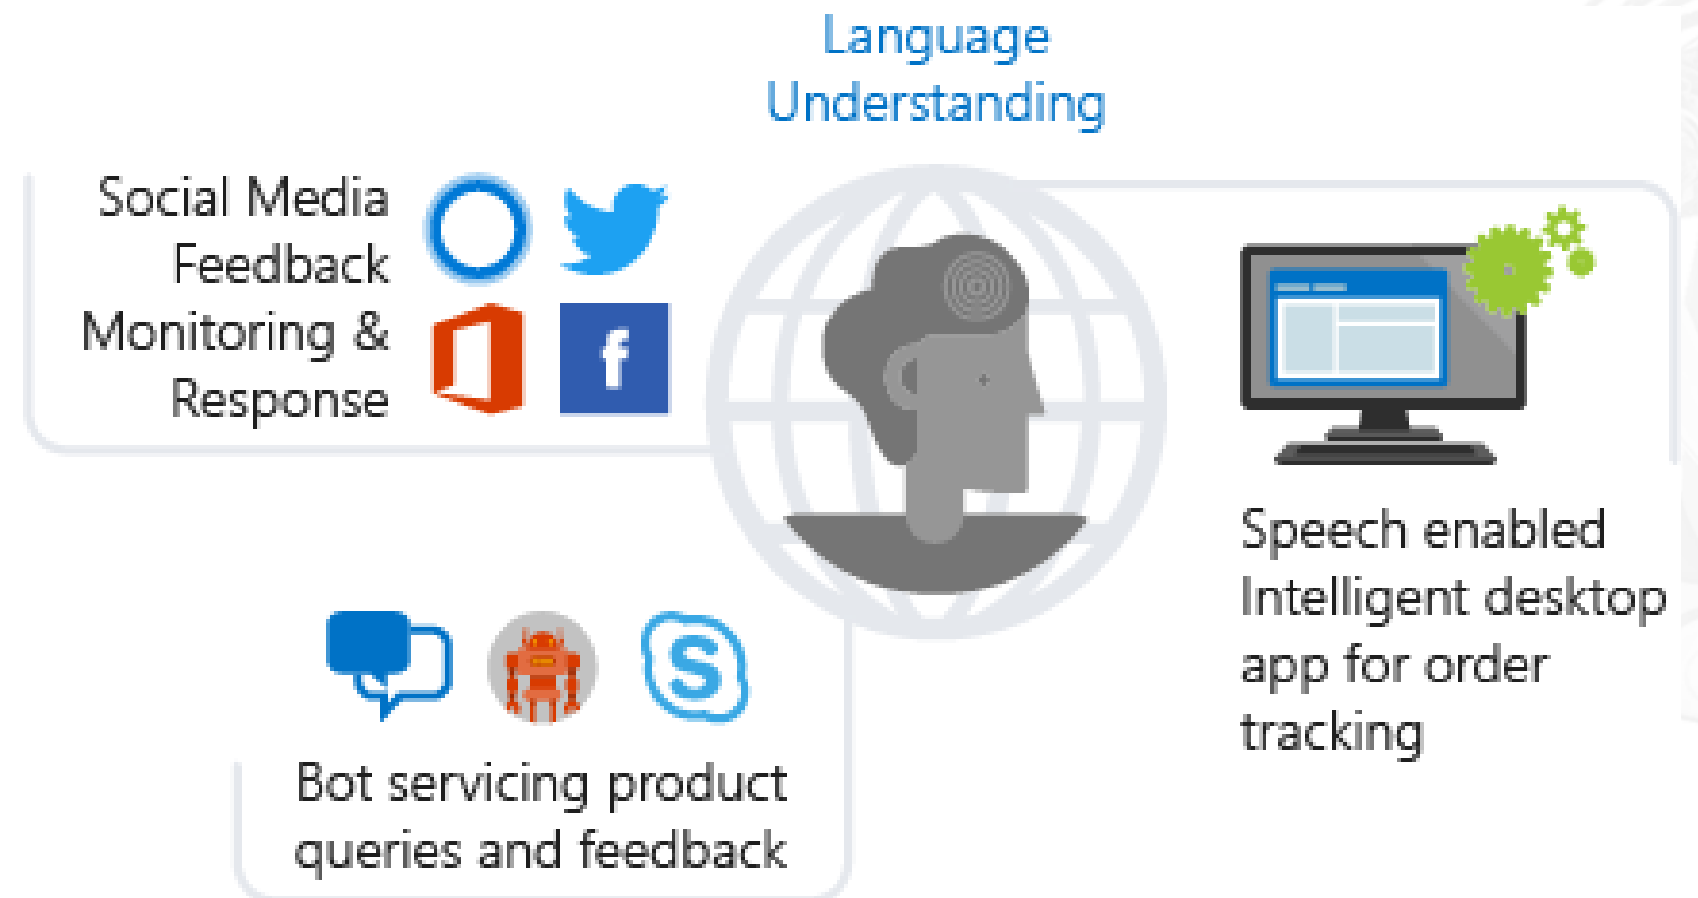 Language
Understanding
Social Media
Feedback
Monitoring &
Response
f
Speech enabled
Intelligent desktop
app for order
tracking
S
Bot servicing product
queries and feedback